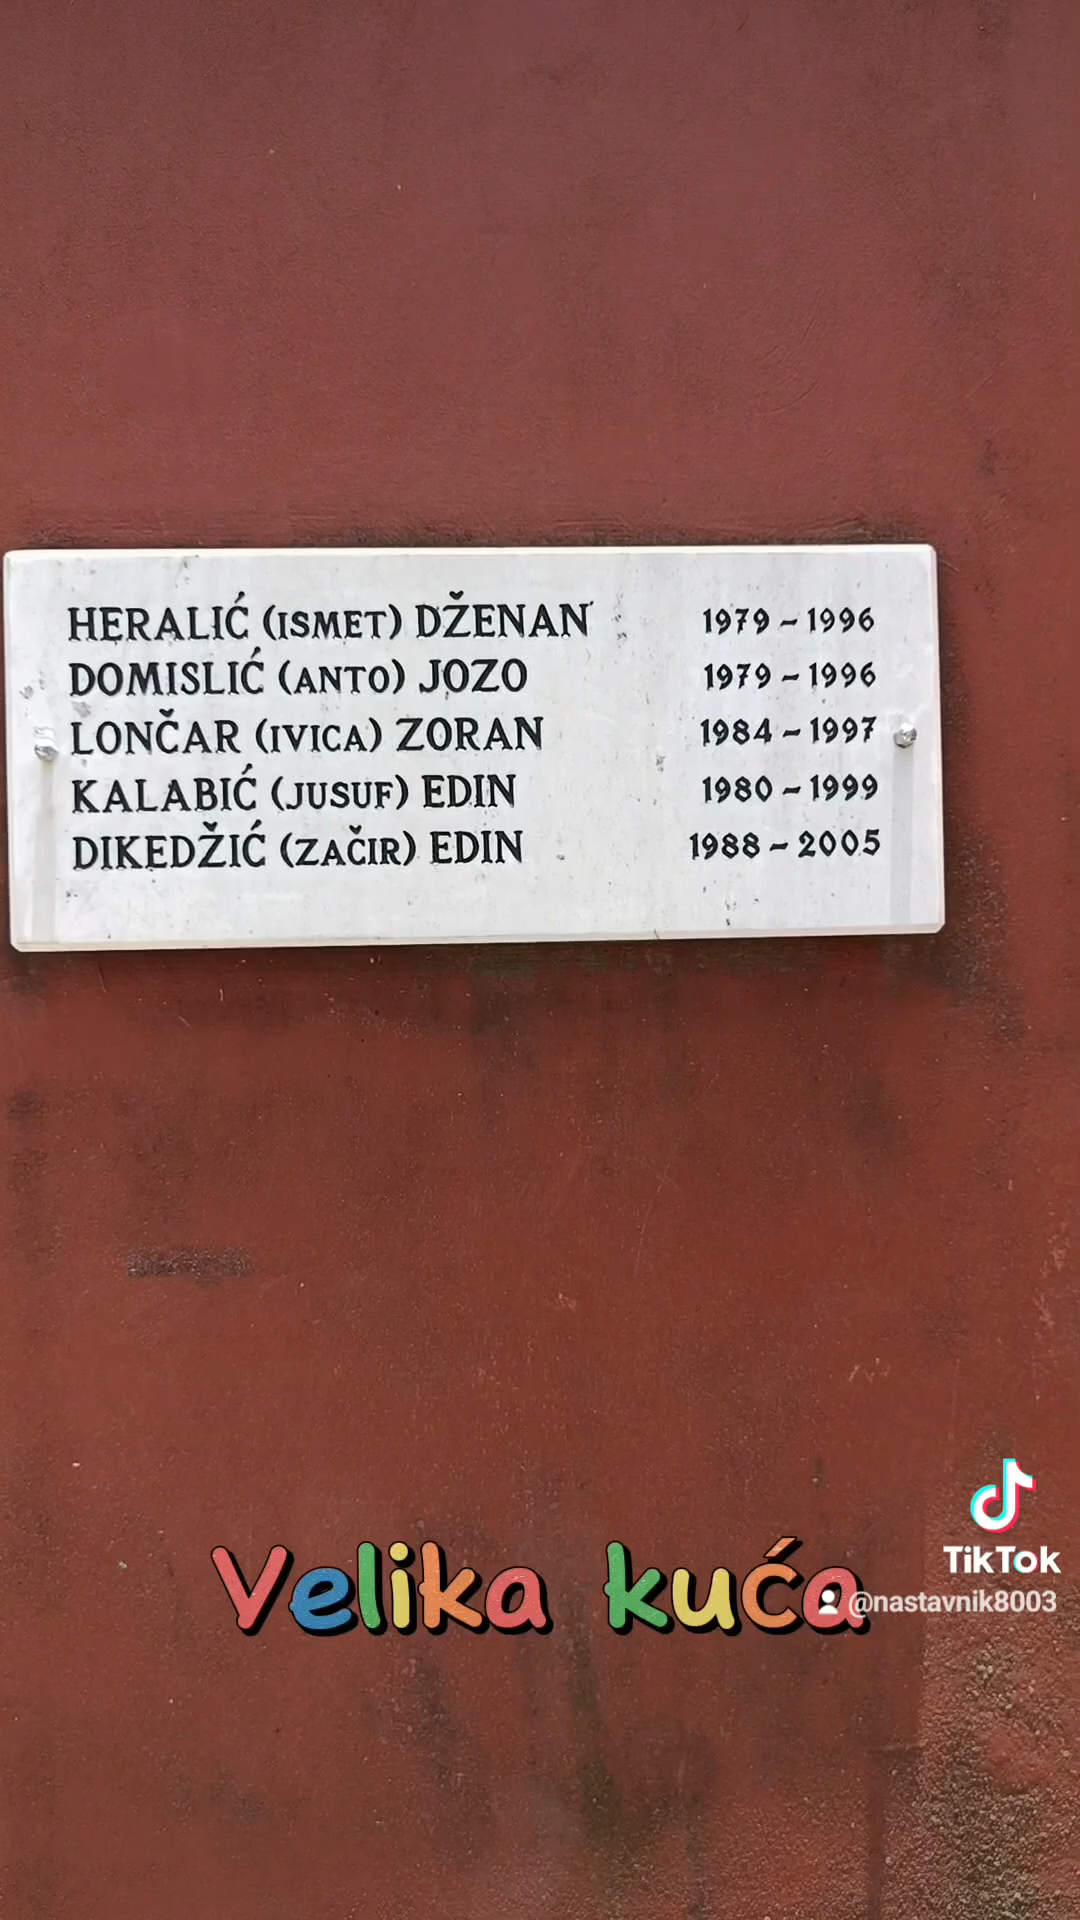 HERALIĆ (ISMET) DŽENAN 1979 - 1996
DOMISLIĆ (ANTO) JOZO 1979 - 1996
LONČAR (IVICA) ZORAN 1984 - 1997
KALABIĆ (JUSUF) EDIN 1980 - 1999
DIKEDŽIĆ (ZAČIR) EDIN 1988 - 2005
Velika kuća
TikTok
@nastavnik8003